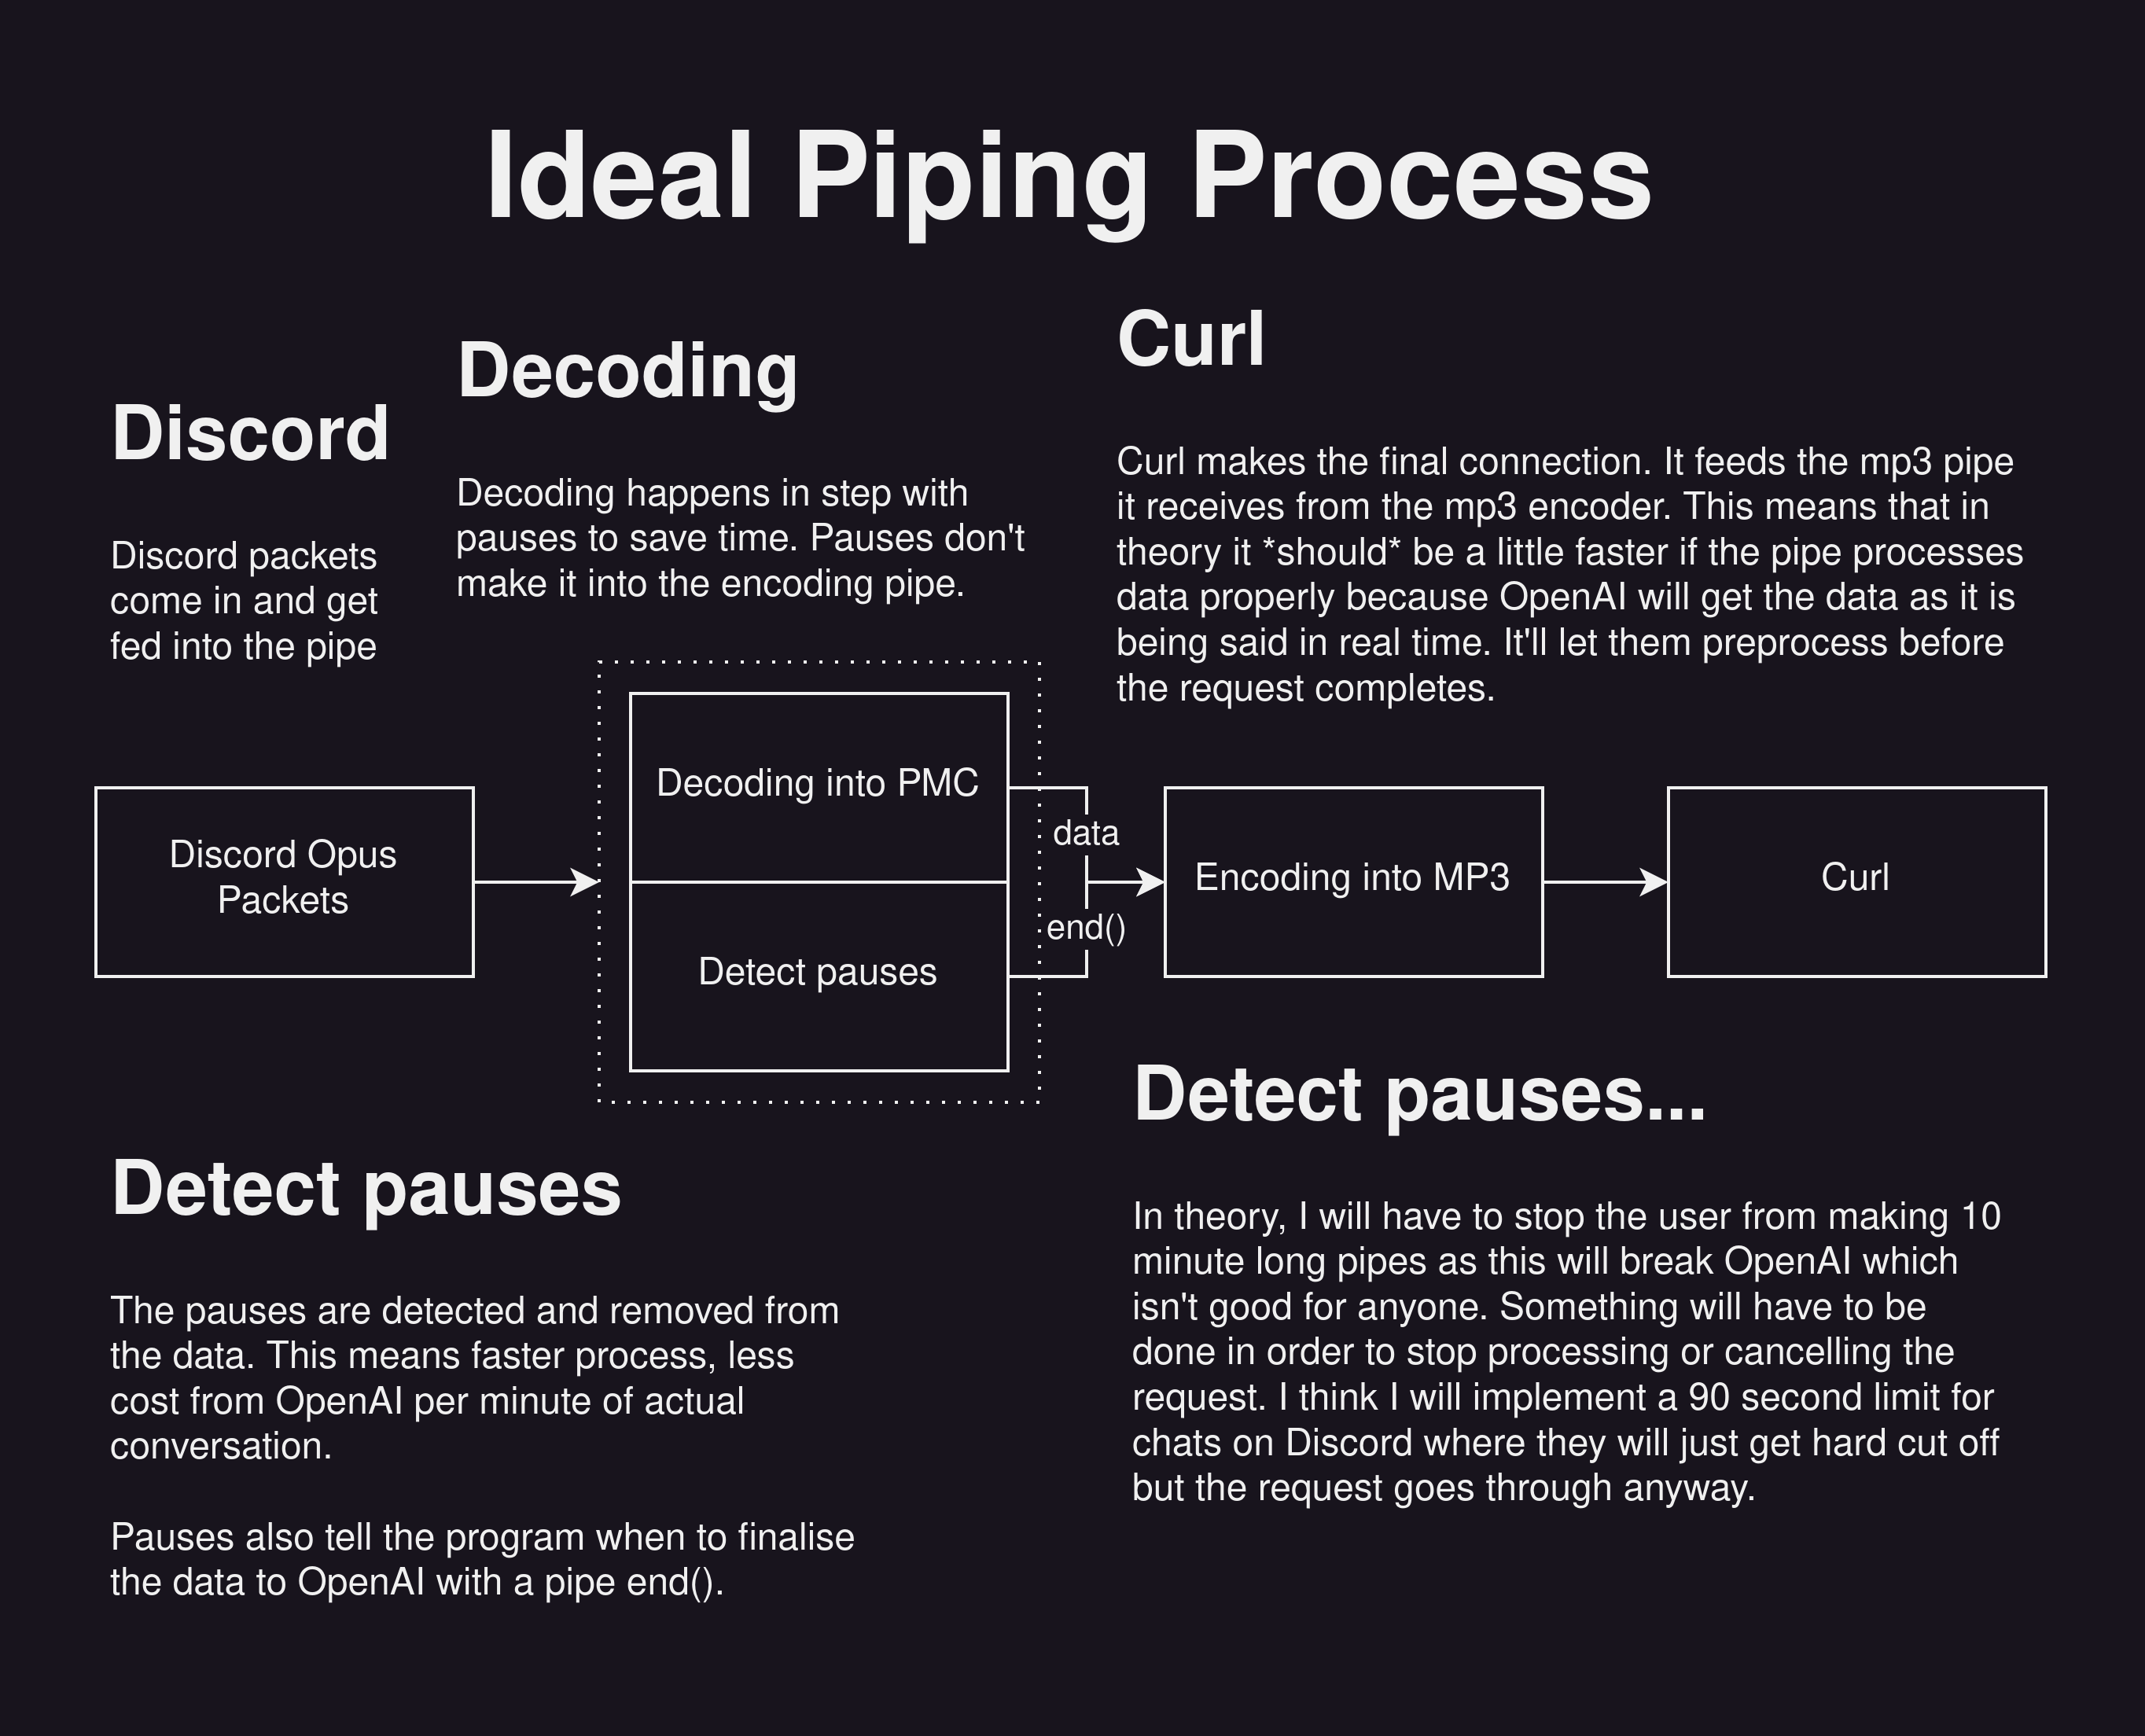 Ideal Piping Process
Discord
Discord packets
come in and get
fed into the pipe
Decoding
Decoding happens in step with
pauses to save time. Pauses don't
make it into the encoding pipe.
Curl
Curl makes the final connection. It feeds the mp3 pipe
it receives from the mp3 encoder. This means that in
theory it *should* be a little faster if the pipe processes
data properly because OpenAI will get the data as it is
being said in real time. It'll let them preprocess before
the request completes.
Discord Opus
Packets
Decoding into PMC
Detect pauses
data
end()
Encoding into MP3
Curl
Detect pauses
The pauses are detected and removed from
the data. This means faster process, less
cost from OpenAI per minute of actual
conversation.
Pauses also tell the program when to finalise
the data to OpenAI with a pipe end().
Detect pauses...
In theory, I will have to stop the user from making 10
minute long pipes as this will break OpenAI which
isn't good for anyone. Something will have to be
done in order to stop processing or cancelling the
request. I think I will implement a 90 second limit for
chats on Discord where they will just get hard cut off
but the request goes through anyway.